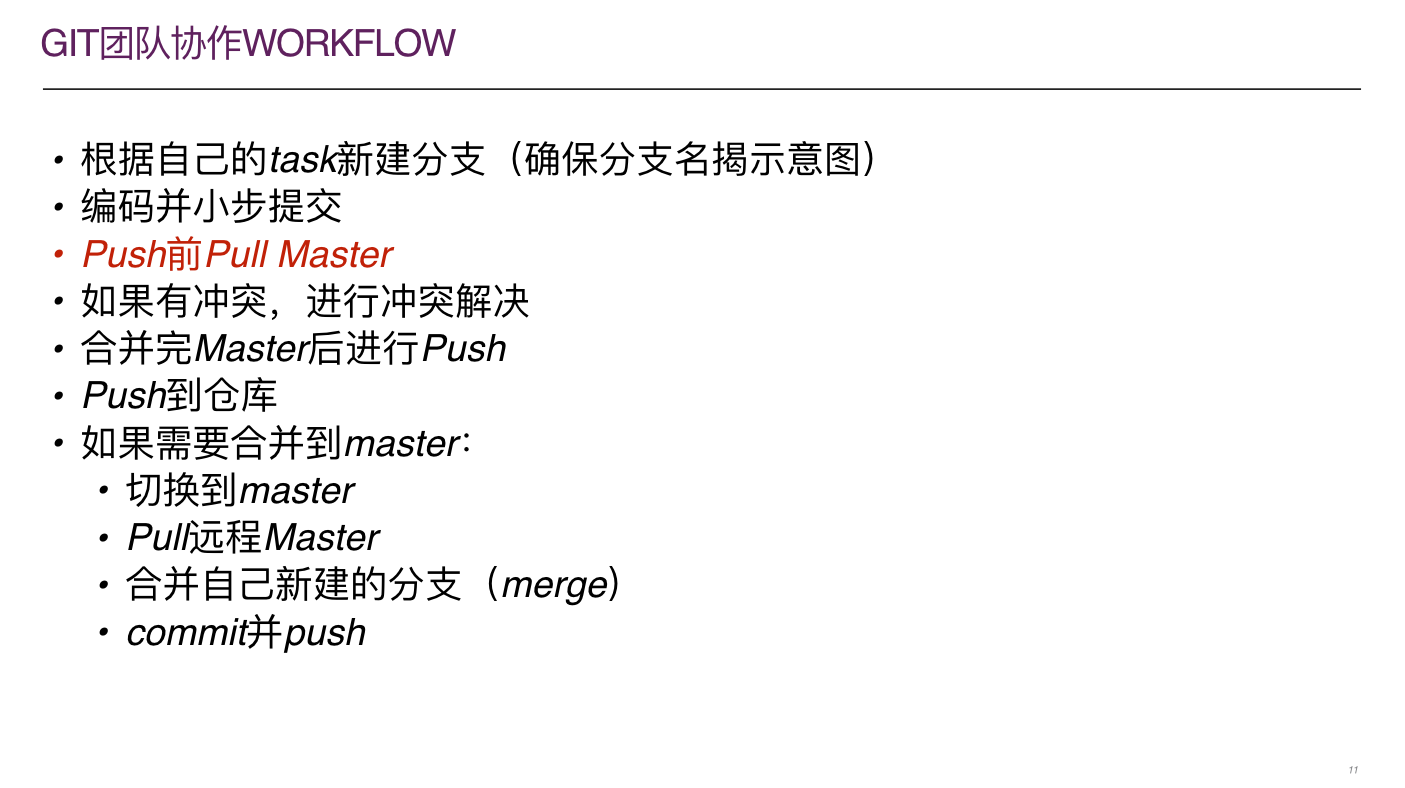 GIT团队协作WORKFLOW
• 根据自己的task新建分支（确保分支名揭示意图）
• 编码并小步提交
• Push前Pull Master
• 如果有冲突，进行冲突解决
• 合并完Master后进行Push
• Push到仓库
• 如果需要合并到master：
• 切换到master
• Pull远程Master
• 合并自己新建的分支（merge）
• commit并push
11